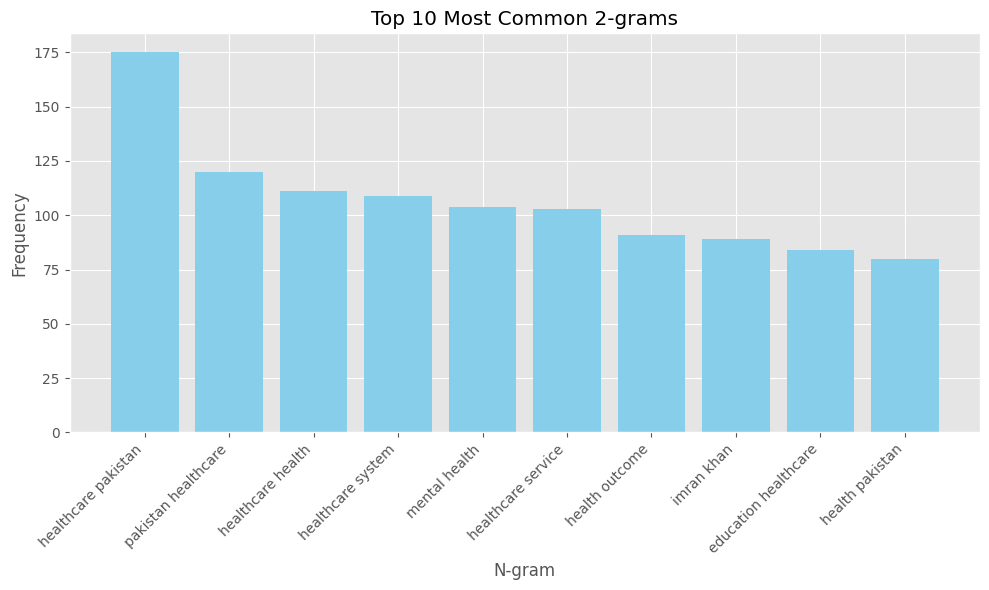 Top 10 Most Common 2-grams
Frequency
175
150
125
100
75
50
25
0
healthcare pakistan
pakistan healthcare
healthcare health
healthcare system
mental health
healthcare service
health outcome
imran khan
education healthcare
health pakistan
N-gram